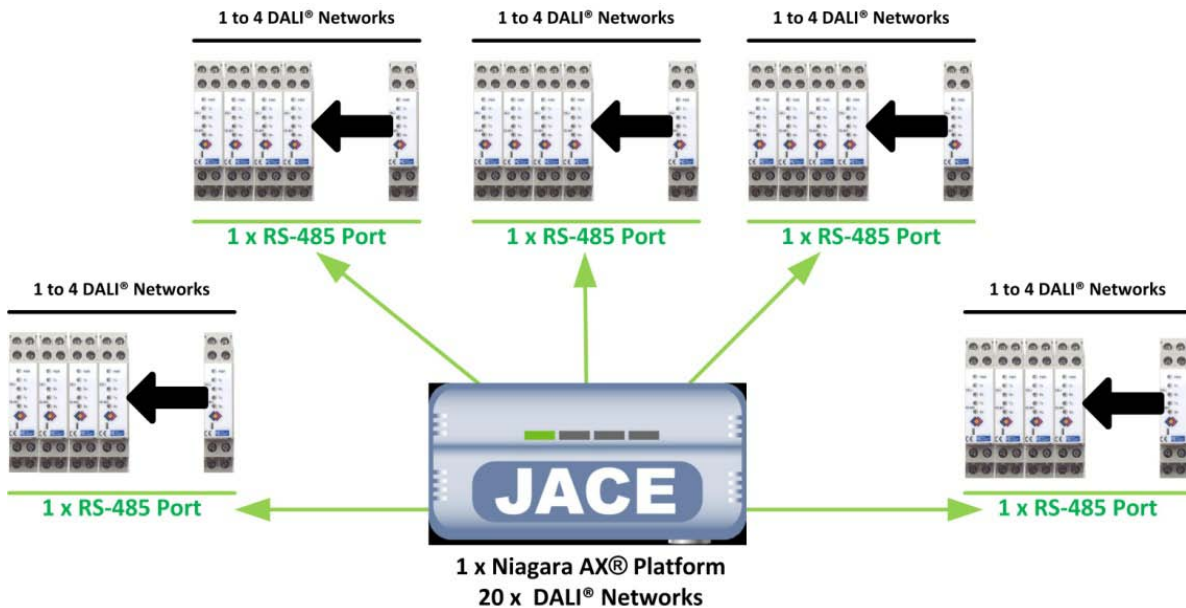 1 to 4 DALI® Networks
1 to 4 DALI® Networks
1 to 4 DALI® Networks
1 x RS-485 Port
1 x RS-485 Port
1 x RS-485 Port
1 to 4 DALI® Networks
1 to 4 DALI® Networks
1 x RS-485 Port
1 x RS-485 Port
JACE
1 x Niagara AX® Platform
20 x DALI® Networks